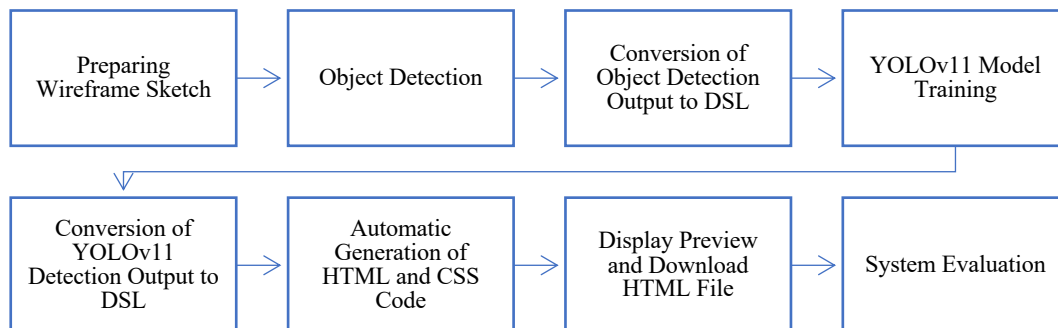 Preparing
Wireframe Sketch
Object Detection
Conversion of
Object Detection
Output to DSL
YOLOv11 Model
Training
Conversion of
YOLOv11
Detection Output to
DSL
Automatic
Generation of
HTML and CSS
Code
Display Preview
and Download
HTML File
System Evaluation